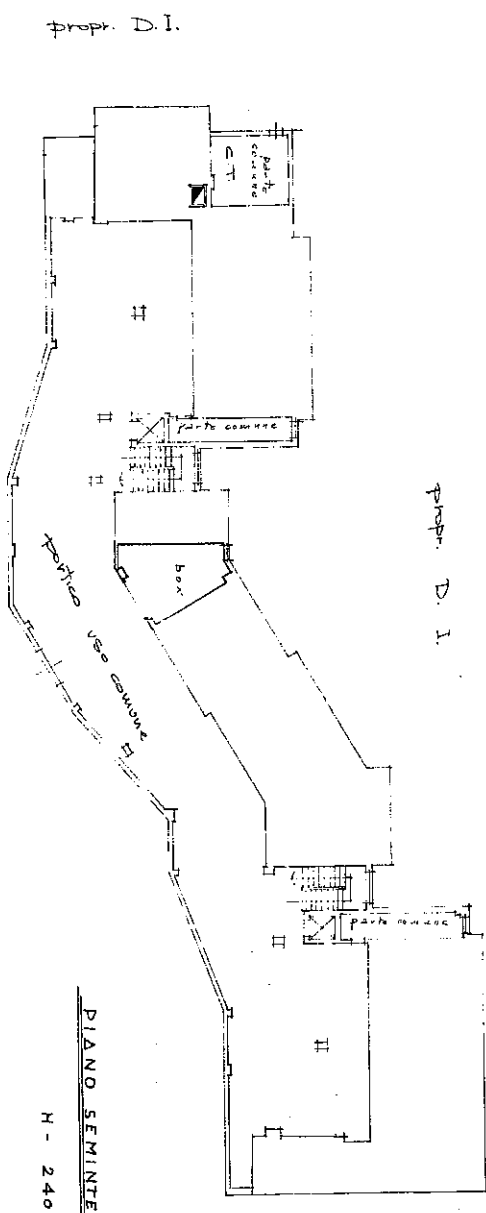 propr. D.I.
parte
comune
C.T.
parte comune
propr. D. I.
box
portico uso comune
parte comune
PIANO SEMINTE
H - 240